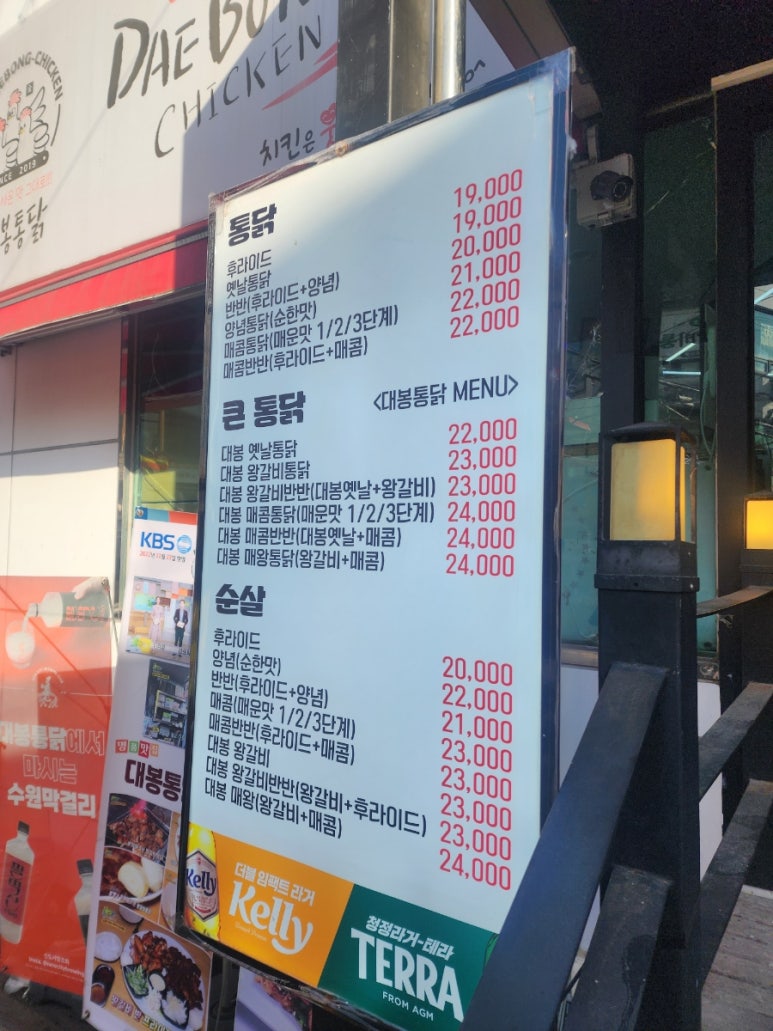 DAEBONG
CHICKEN
치킨은
BONG-CHICKEN
SINCE 2013
봉통닭
통닭
후라이드 19,000
옛날통닭 19,000
반반(후라이드+양념) 20,000
양념통닭(순한맛) 21,000
매콤통닭(매운맛 1/2/3단계) 22,000
매콤반반(후라이드+매콤) 22,000
<대봉통닭 MENU>
큰 통닭
대봉 옛날통닭 22,000
대봉 왕갈비통닭 23,000
대봉 왕갈비반반(대봉옛날+왕갈비) 23,000
대봉 매콤통닭(매운맛 1/2/3단계) 24,000
대봉 매콤반반(대봉옛날+매콤) 24,000
대봉 매왕통닭(왕갈비+매콤) 24,000
순살
후라이드 20,000
양념(순한맛) 22,000
반반(후라이드+양념) 21,000
매콤(매운맛 1/2/3단계) 23,000
매콤반반(후라이드+매콤) 23,000
대봉 왕갈비 23,000
대봉 왕갈비반반(왕갈비+후라이드) 23,000
대봉 매왕(왕갈비+매콤) 24,000
Kelly
더블 임팩트 라거
Kelly
청정라거-테라
TERRA
FROM AGM
KBS
대봉통닭에서
마시는
수원막걸리
명품맛집
대봉통